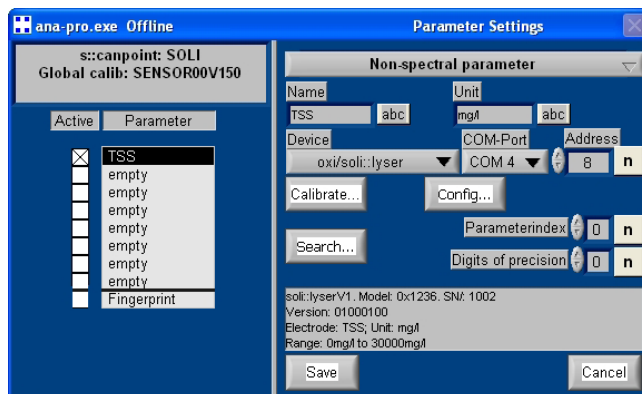 ana-pro.exe Offline
Parameter Settings
s::canpoint: SOLI
Global calib: SENSOR00V150
Active
Parameter
TSS
empty
empty
empty
empty
empty
empty
empty
Fingerprint
Non-spectral parameter
Name
Unit
TSS
abc
mg/l
abc
Device
COM-Port
Address
oxi/soli::lyser
COM 4
8
n
Calibrate...
Config...
Parameterindex
0
n
Search...
Digits of precision
0
n
soli::lyserV1. Model: 0x1236. SN/: 1002
Version: 01000100
Electrode: TSS; Unit: mg/l
Range: 0mg/l to 30000mg/l
Save
Cancel